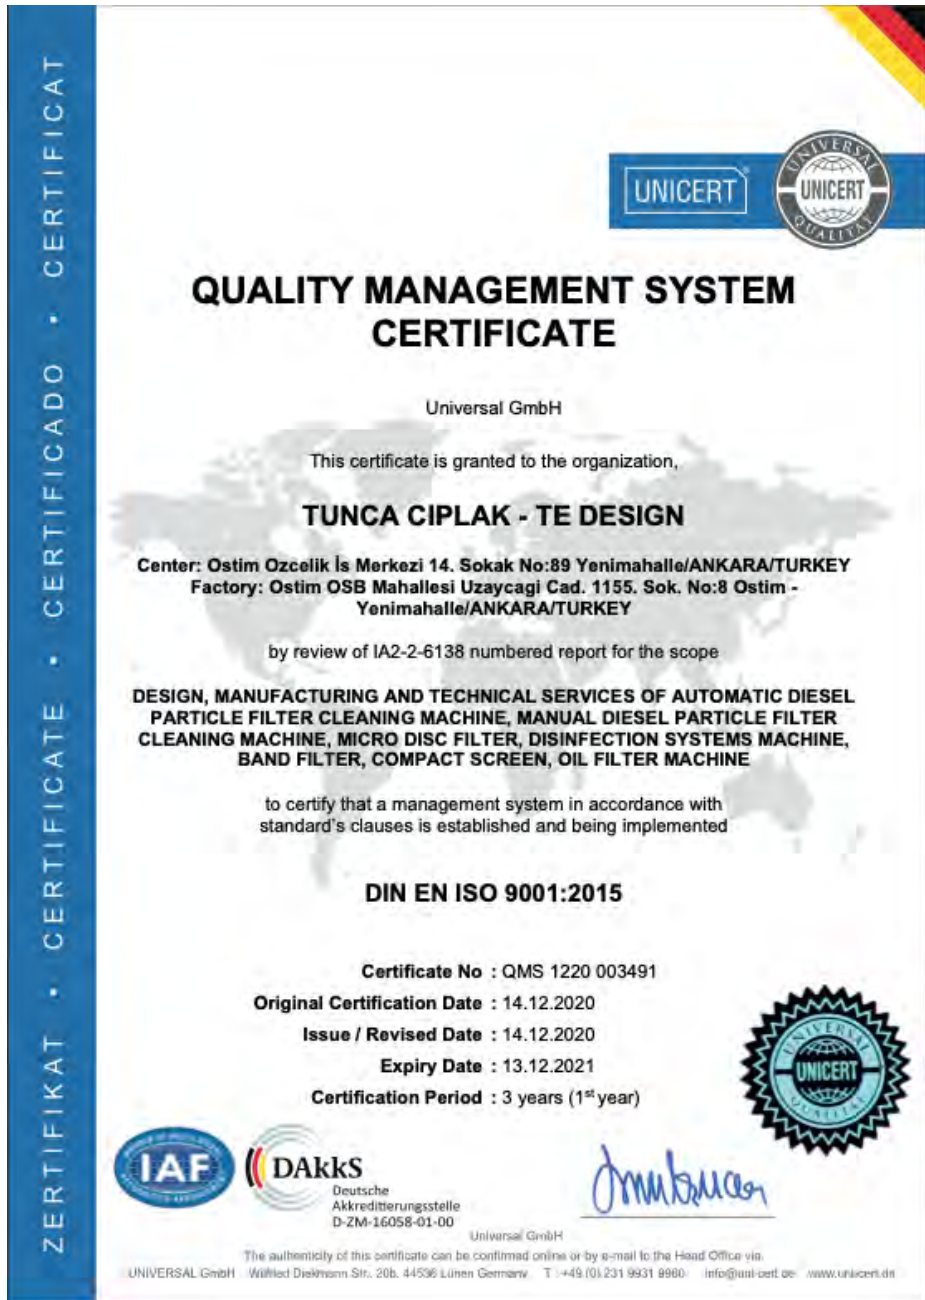 ZERTIFIKAT • CERTIFICATE • CERTIFICADO • CERTIFICAT
UNICERT
UNIVERSAL
UNICERT
QUALITÄT
QUALITY MANAGEMENT SYSTEM
CERTIFICATE
Universal GmbH
This certificate is granted to the organization,
TUNCA CIPLAK - TE DESIGN
Center: Ostim Ozcelik İs Merkezi 14. Sokak No:89 Yenimahalle/ANKARA/TURKEY
Factory: Ostim OSB Mahallesi Uzaycagi Cad. 1155. Sok. No:8 Ostim -
Yenimahalle/ANKARA/TURKEY
by review of IA2-2-6138 numbered report for the scope
DESIGN, MANUFACTURING AND TECHNICAL SERVICES OF AUTOMATIC DIESEL
PARTICLE FILTER CLEANING MACHINE, MANUAL DIESEL PARTICLE FILTER
CLEANING MACHINE, MICRO DISC FILTER, DISINFECTION SYSTEMS MACHINE,
BAND FILTER, COMPACT SCREEN, OIL FILTER MACHINE
to certify that a management system in accordance with
standard's clauses is established and being implemented
DIN EN ISO 9001:2015
Certificate No : QMS 1220 003491
Original Certification Date : 14.12.2020
Issue / Revised Date : 14.12.2020
Expiry Date : 13.12.2021
Certification Period : 3 years (1st year)
UNIVERSAL
UNICERT
QUALITÄT
IAF
DAkkS
Deutsche
Akkreditierungsstelle
D-ZM-16058-01-00
Universal GmbH
The authenticity of this certificate can be confirmed online or by e-mail to the Head Office via:
UNIVERSAL GmbH Wilfried Diekmann Str., 20b, 44536 Lünen Germany T : +49 (0) 231 9931 8960 info@uni-cert.de